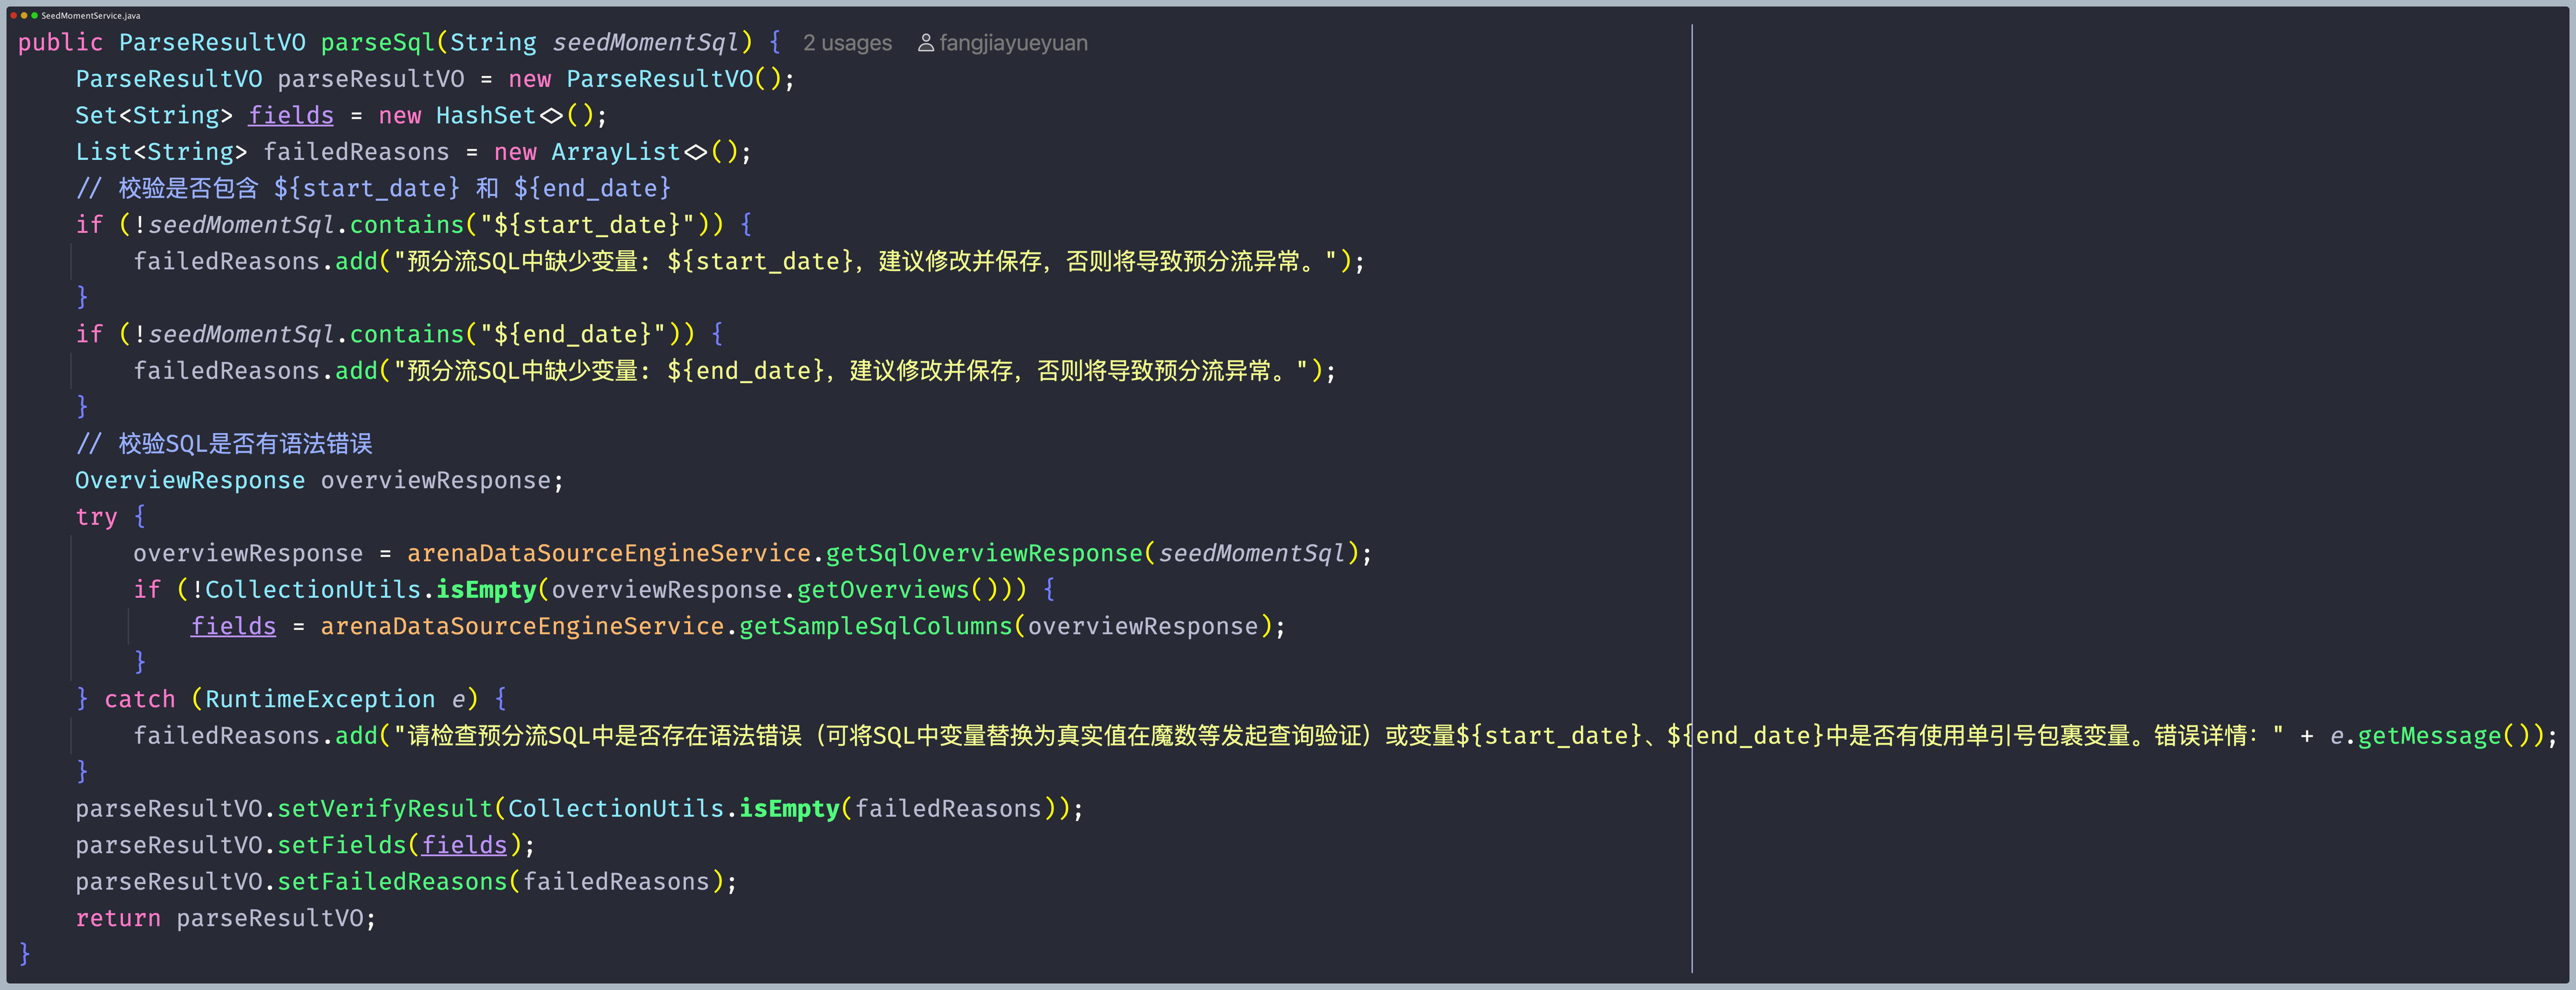 SeedMomentService.java
public ParseResultVO parseSql(String seedMomentSql) { 2 usages fangjiayueyuan
ParseResultVO parseResultVO = new ParseResultVO();
Set<String> fields = new HashSet<>();
List<String> failedReasons = new ArrayList<>();
// 校验是否包含 ${start_date} 和 ${end_date}
if (!seedMomentSql.contains("${start_date}")) {
failedReasons.add("预分流SQL中缺少变量: ${start_date}，建议修改并保存，否则将导致预分流异常。");
}
if (!seedMomentSql.contains("${end_date}")) {
failedReasons.add("预分流SQL中缺少变量: ${end_date}，建议修改并保存，否则将导致预分流异常。");
}
// 校验SQL是否有语法错误
OverviewResponse overviewResponse;
try {
overviewResponse = arenaDataSourceEngineService.getSqlOverviewResponse(seedMomentSql);
if (!CollectionUtils.isEmpty(overviewResponse.getOverviews())) {
fields = arenaDataSourceEngineService.getSampleSqlColumns(overviewResponse);
}
} catch (RuntimeException e) {
failedReasons.add("请检查预分流SQL中是否存在语法错误（可将SQL中变量替换为真实值在魔数等发起查询验证）或变量${start_date}、${end_date}中是否有使用单引号包裹变量。错误详情：" + e.getMessage());
}
parseResultVO.setVerifyResult(CollectionUtils.isEmpty(failedReasons));
parseResultVO.setFields(fields);
parseResultVO.setFailedReasons(failedReasons);
return parseResultVO;
}